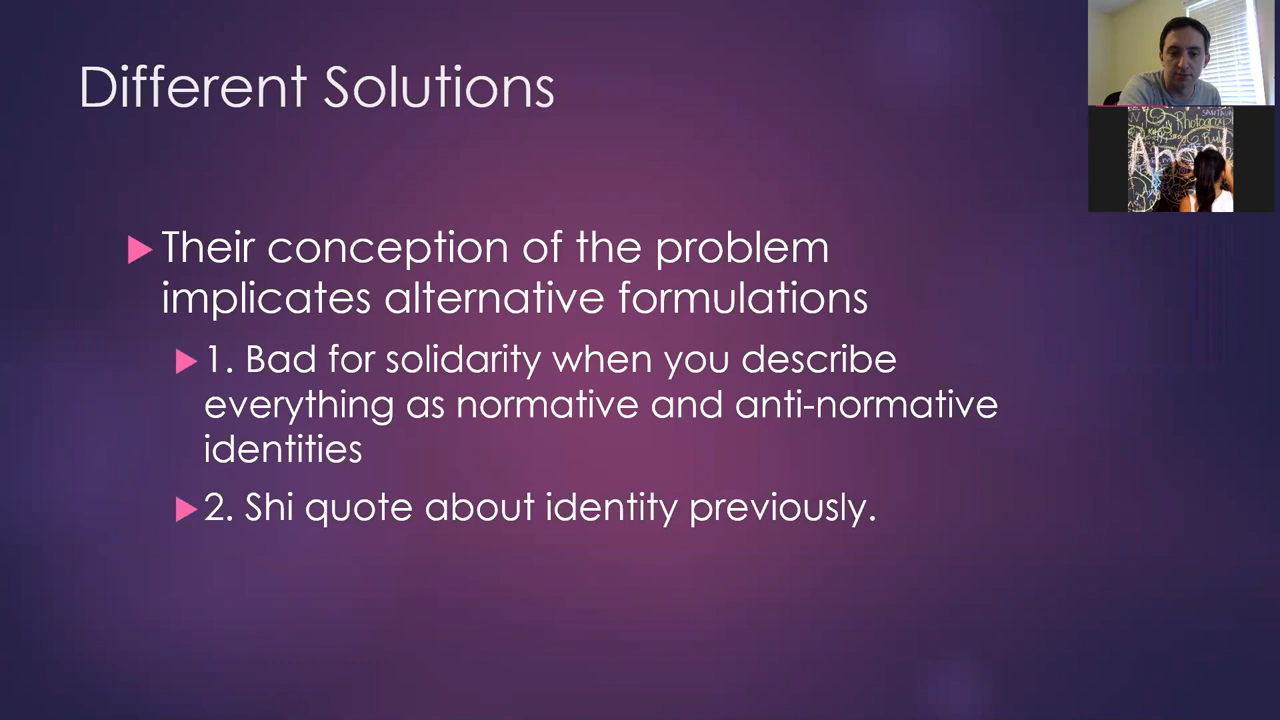 Different Solutions
Their conception of the problem
implicates alternative formulations
1. Bad for solidarity when you describe
everything as normative and anti-normative
identities
2. Shi quote about identity previously.